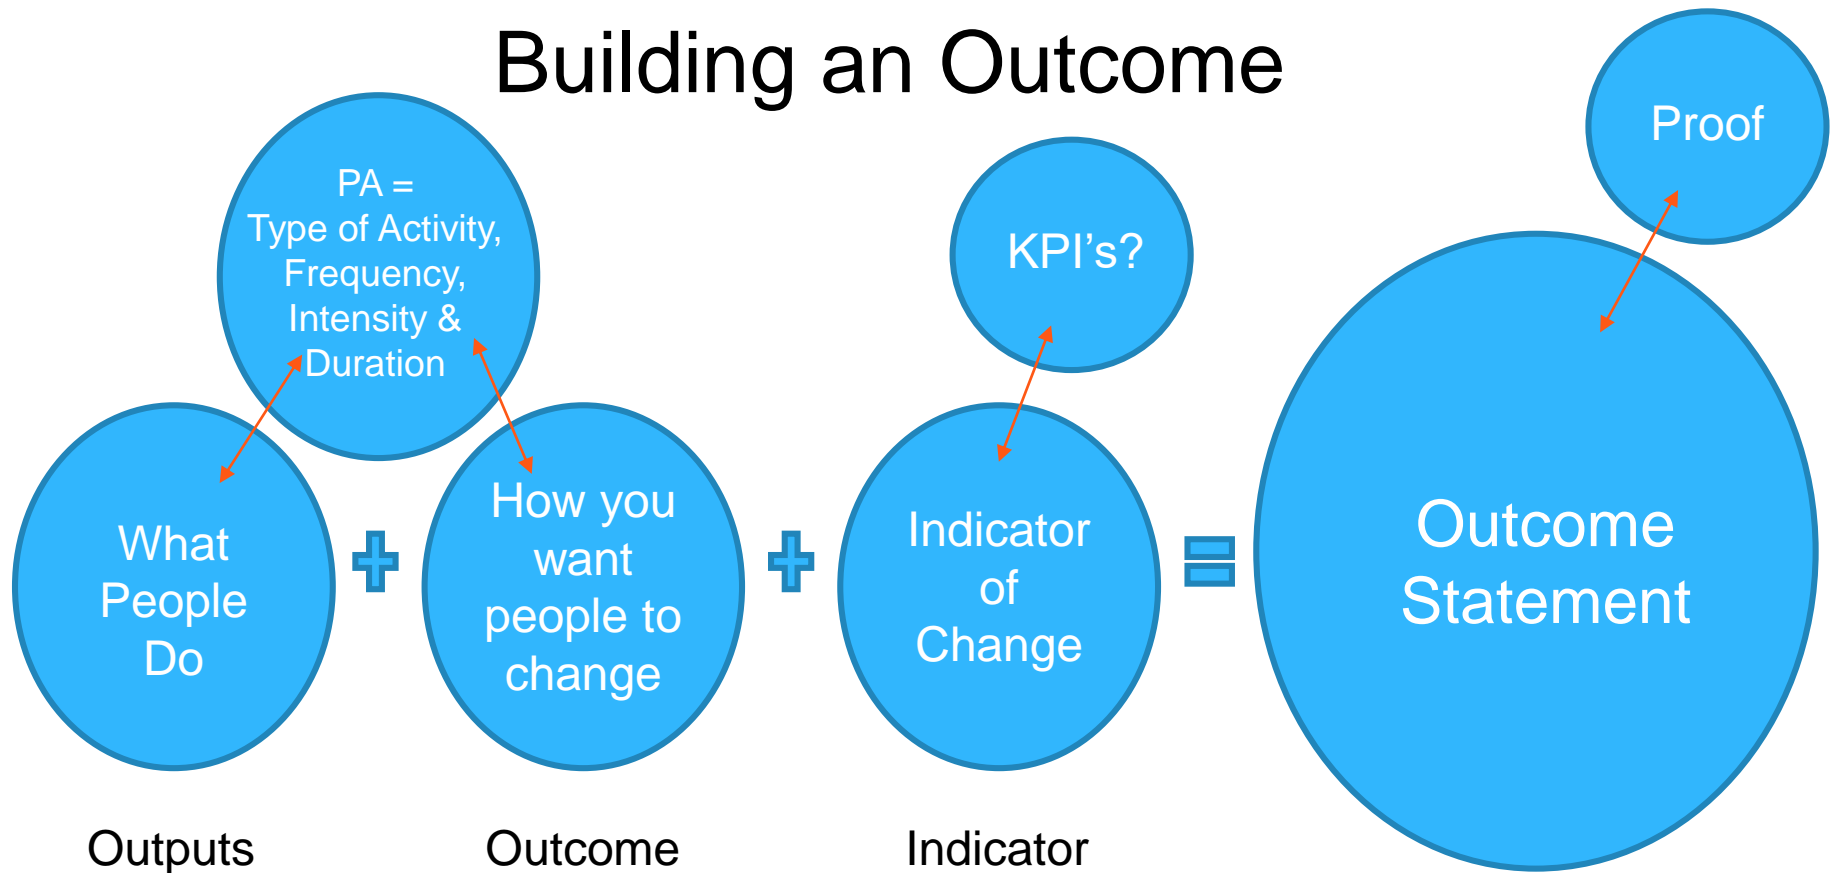 Building an Outcome
PA =
Type of Activity,
Frequency,
Intensity &
Duration
KPI’s?
Proof
What
People
Do
How you
want
people to
change
Indicator
of
Change
Outcome
Statement
Outputs
Outcome
Indicator